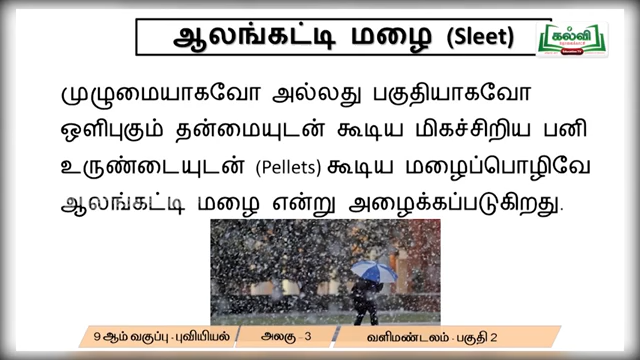 ஆலங்கட்டி மழை (Sleet)
கல்வி
முழுமையாகவோ அல்லது பகுதியாகவோ
ஒளிபுகும் தன்மையுடன் கூடிய மிகச்சிறிய பனி
உருண்டையுடன் (Pellets) கூடிய மழைப்பொழிவே
ஆலங்கட்டி மழை என்று அழைக்கப்படுகிறது.
9 ஆம் வகுப்பு - புவியியல் அலகு - 3 வளிமண்டலம் - பகுதி 2